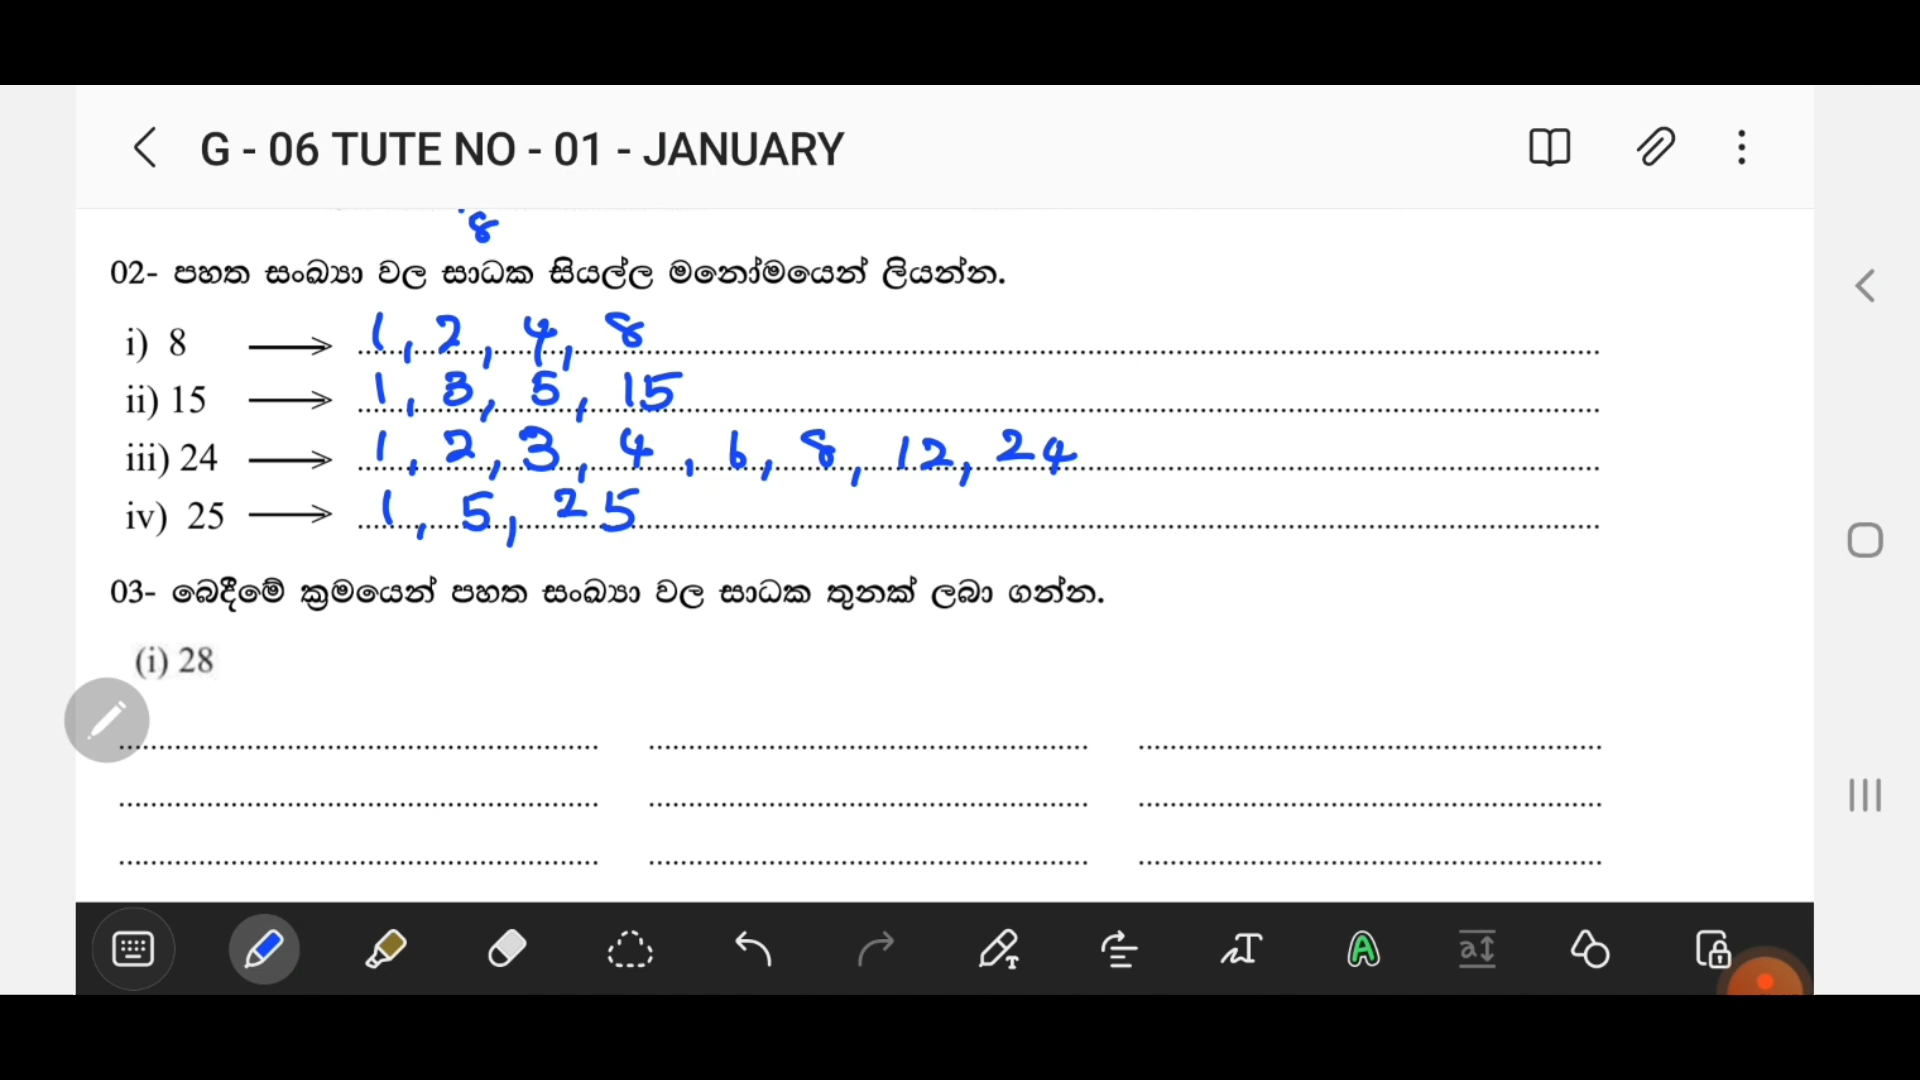 G - 06 TUTE NO - 01 - JANUARY
8
02- පහත සංඛ්‍යා වල සාධක සියල්ල මනෝමයෙන් ලියන්න.
i) 8 ⟶ 1, 2, 4, 8
ii) 15 ⟶ 1, 3, 5, 15
iii) 24 ⟶ 1, 2, 3, 4, 6, 8, 12, 24
iv) 25 ⟶ 1, 5, 25
03- බෙදීමේ ක්‍රමයෙන් පහත සංඛ්‍යා වල සාධක තුනක් ලබා ගන්න.
(i) 28